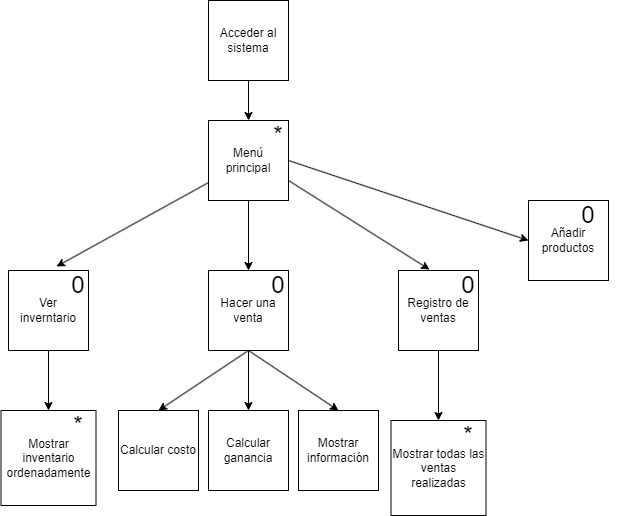 Acceder al
sistema
*
Menú
principal
0
Añadir
productos
0
Ver
inverntario
0
Hacer una
venta
0
Registro de
ventas
*
Mostrar
inventario
ordenadamente
Calcular costo
Calcular
ganancia
Mostrar
información
*
Mostrar todas las
ventas
realizadas